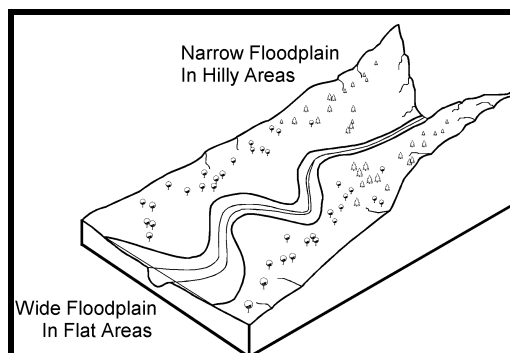 Narrow Floodplain
In Hilly Areas
Wide Floodplain
In Flat Areas